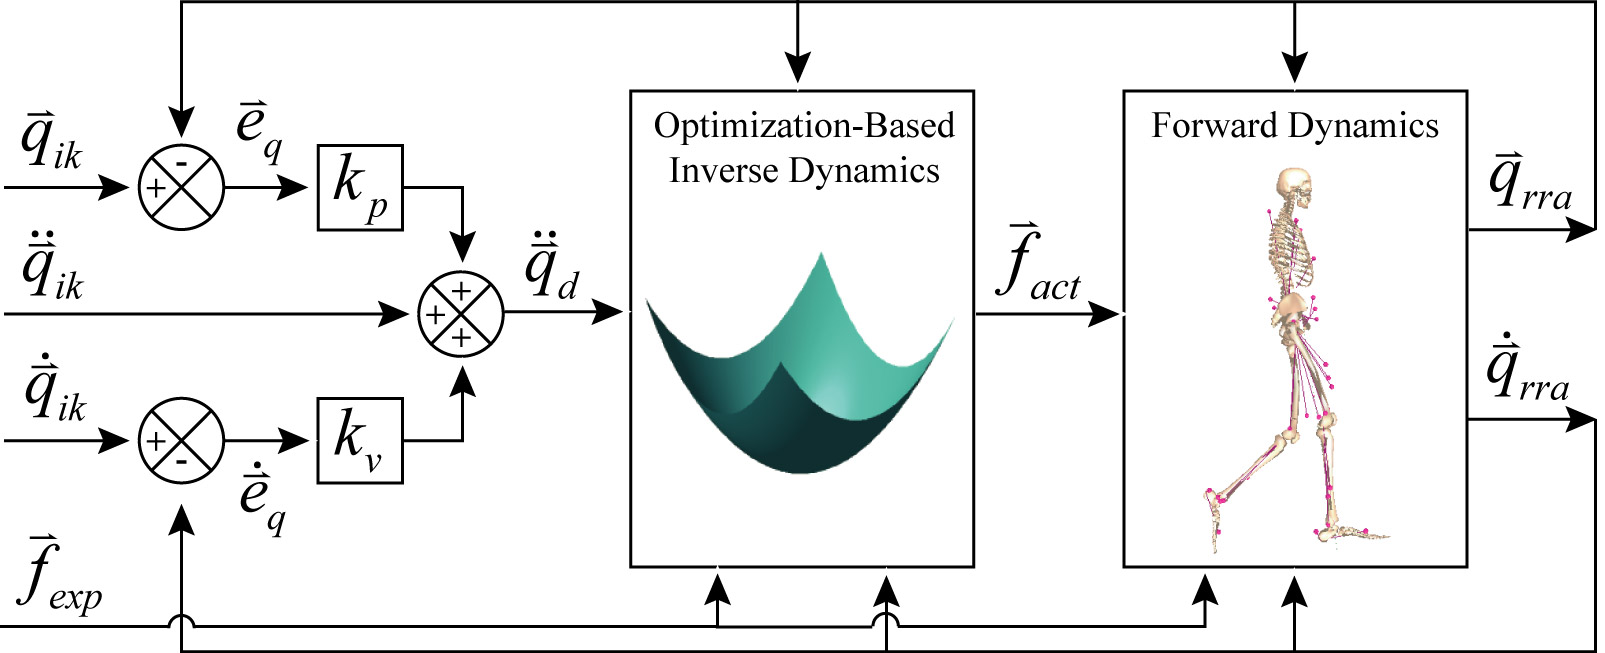 Optimization-Based
Inverse Dynamics
Forward Dynamics
q⃗ik
-
+
e⃗q
kp
q⃗rra
q̈⃗ik
+
+
+
q̈⃗d
f⃗act
q̇⃗ik
+
-
ė⃗q
kv
q̇⃗rra
f⃗exp